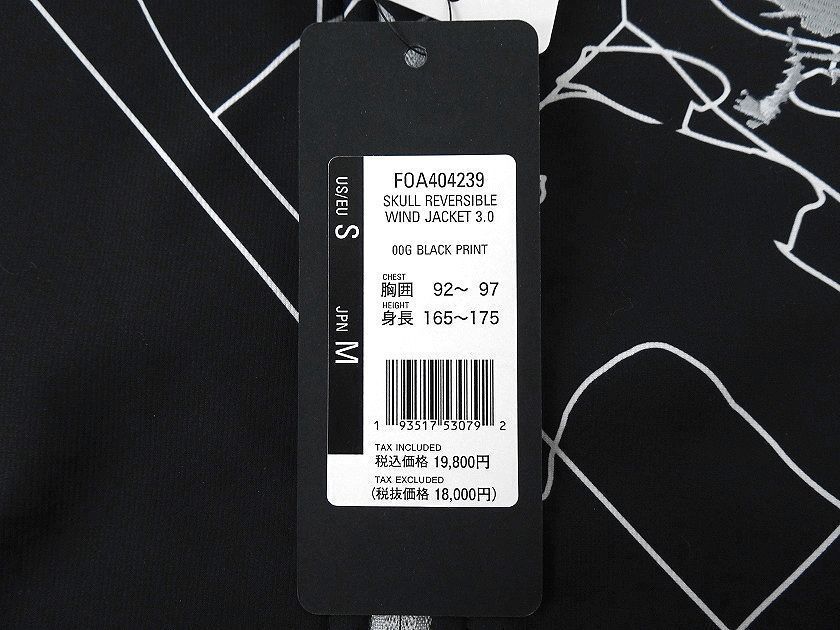 FOA404239
SKULL REVERSIBLE
WIND JACKET 3.0
00G BLACK PRINT
US/EU S
JPN M
CHEST
胸囲 92～ 97
HEIGHT
身長 165～175
1 93517 53079 2
TAX INCLUDED
税込価格 19,800円
TAX EXCLUDED
(税抜価格 18,000円)